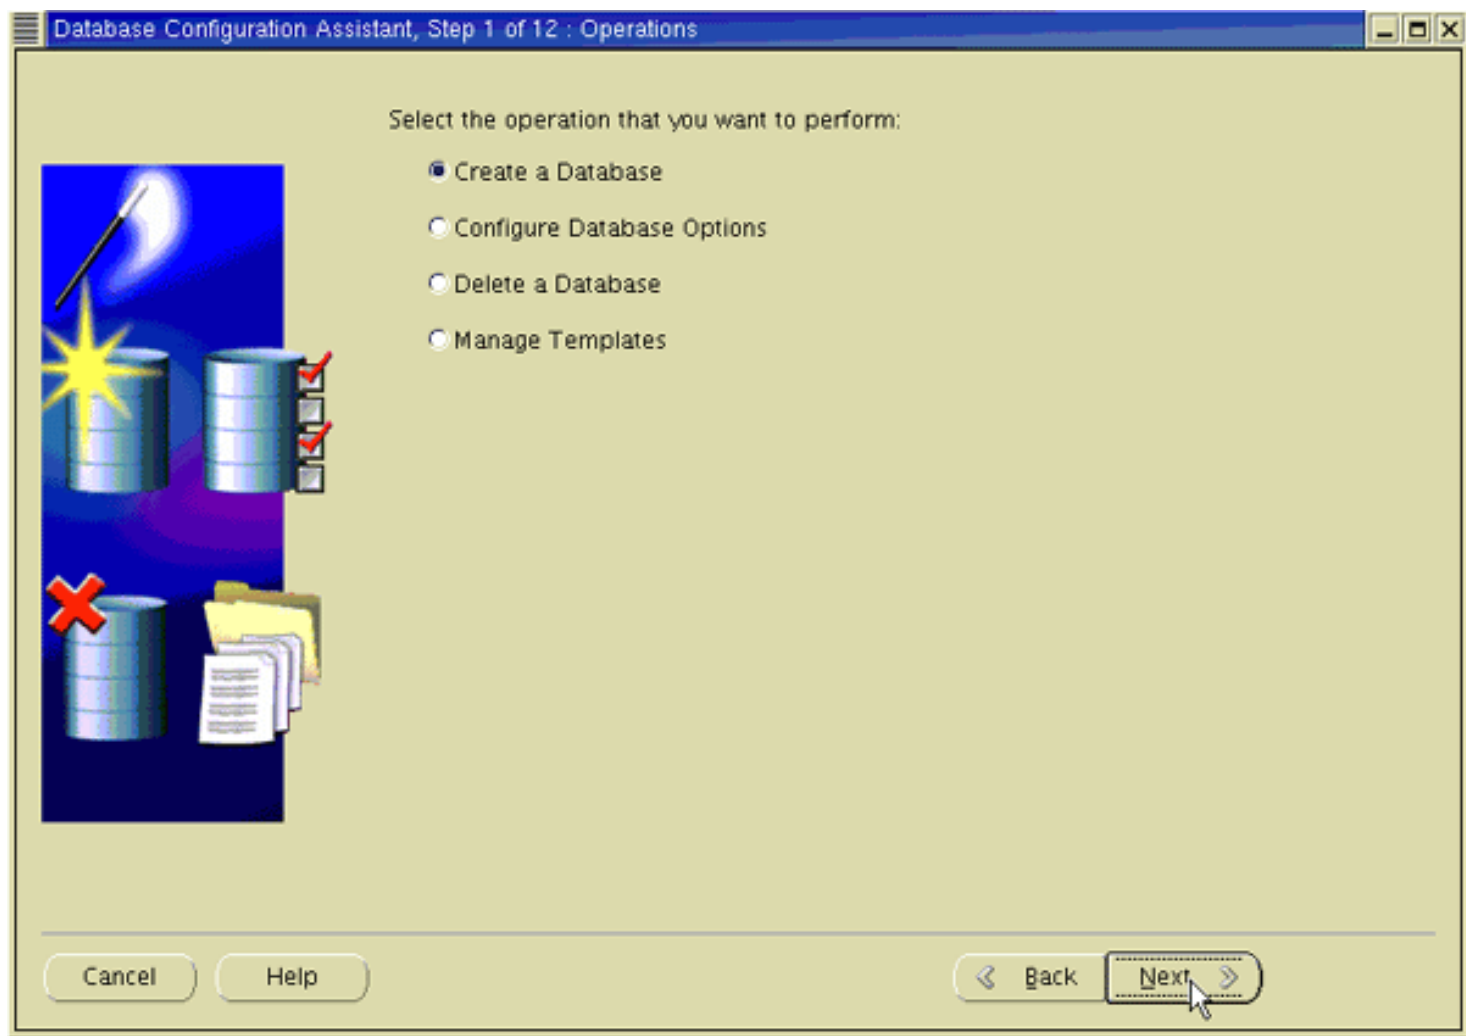 Database Configuration Assistant, Step 1 of 12 : Operations
Select the operation that you want to perform:
Create a Database
Configure Database Options
Delete a Database
Manage Templates
Cancel
Help
Back
Next